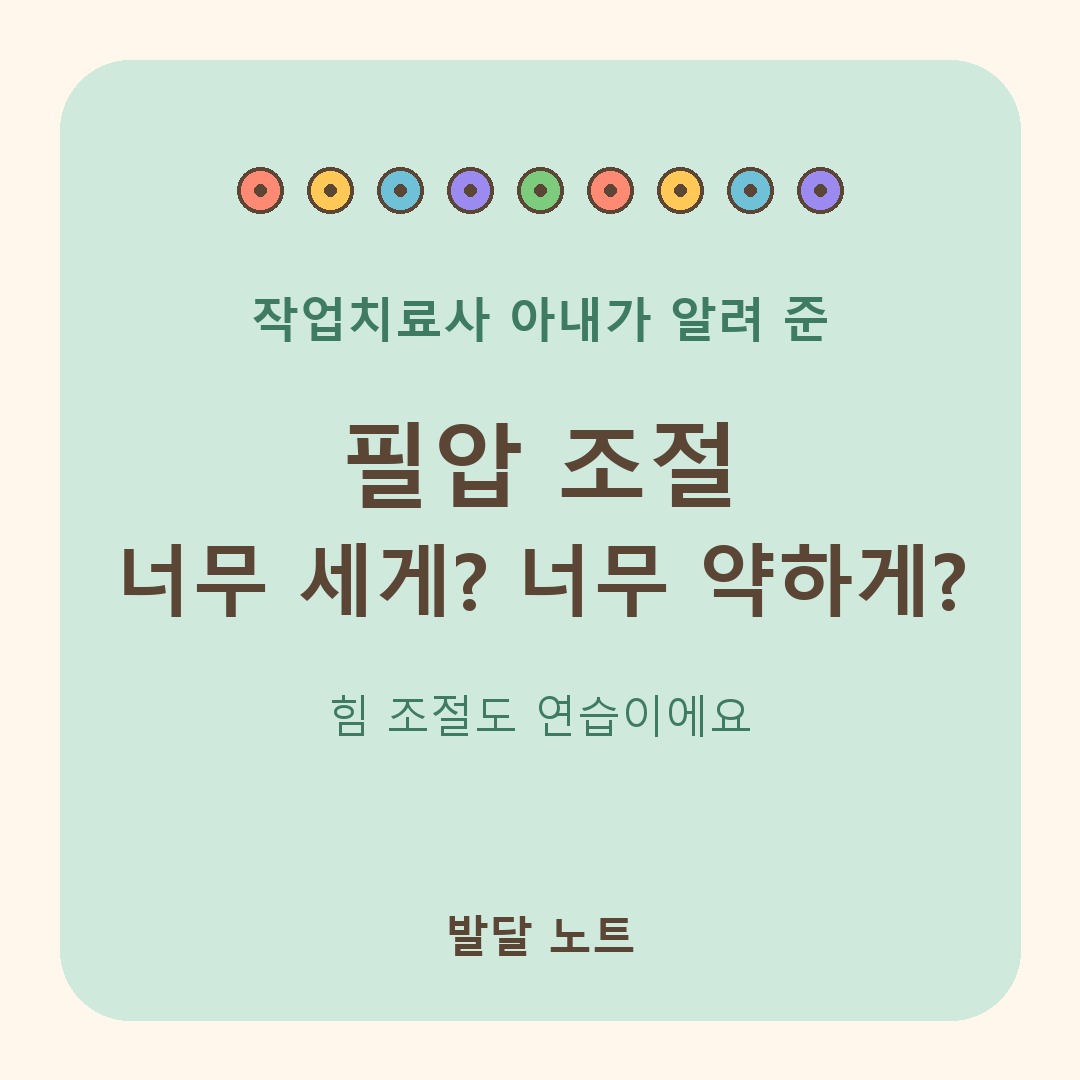 작업치료사 아내가 알려 준
필압 조절
너무 세게? 너무 약하게?
힘 조절도 연습이에요
발달 노트